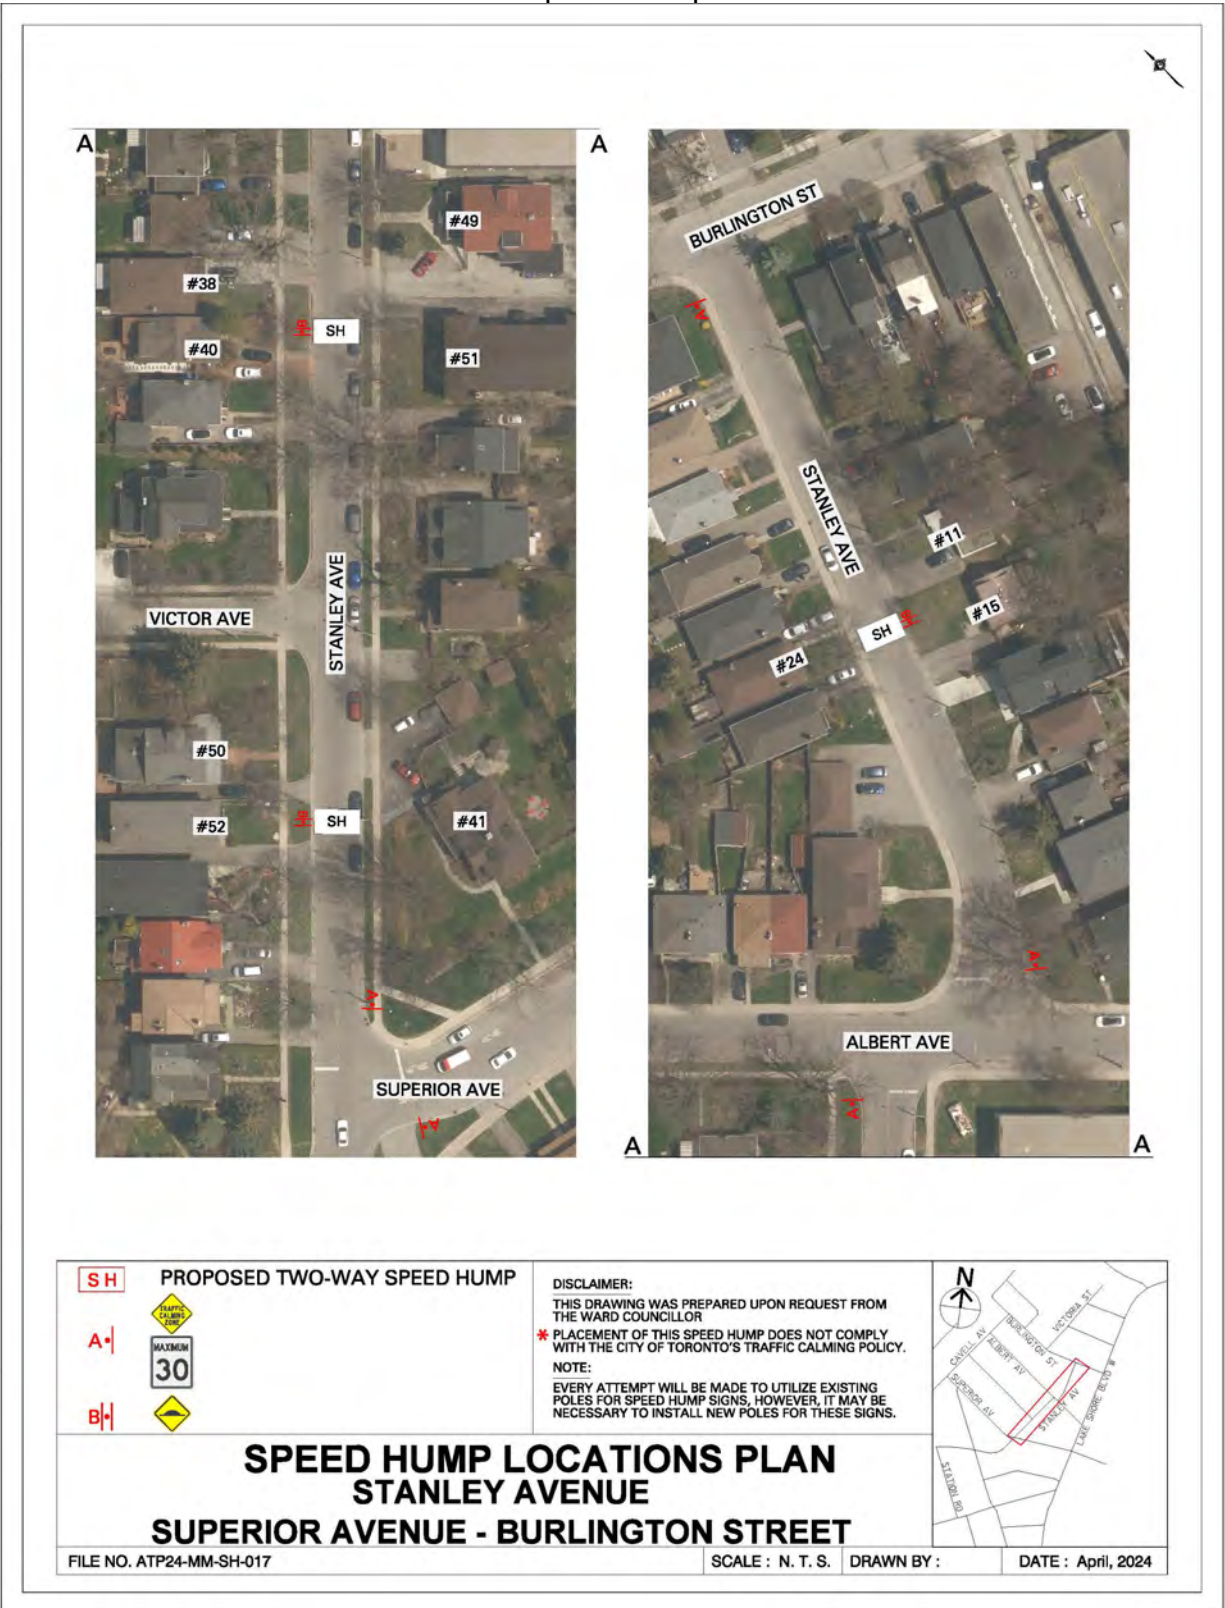 A
A
#49
#38
SH
#40
#51
B
STANLEY AVE
VICTOR AVE
#50
SH
#52
#41
B
A
SUPERIOR AVE
A
BURLINGTON ST
A
STANLEY AVE
#11
#15
B
SH
#24
A
ALBERT AVE
A
A
A
SH PROPOSED TWO-WAY SPEED HUMP
TRAFFIC
CALMING
ZONE
A
MAXIMUM
30
B
DISCLAIMER:
THIS DRAWING WAS PREPARED UPON REQUEST FROM
THE WARD COUNCILLOR
* PLACEMENT OF THIS SPEED HUMP DOES NOT COMPLY
WITH THE CITY OF TORONTO'S TRAFFIC CALMING POLICY.
NOTE:
EVERY ATTEMPT WILL BE MADE TO UTILIZE EXISTING
POLES FOR SPEED HUMP SIGNS, HOWEVER, IT MAY BE
NECESSARY TO INSTALL NEW POLES FOR THESE SIGNS.
N
VICTORIA ST
BURLINGTON ST
CAVELL AV
ALBERT AV
SUPERIOR AV
STANLEY AV
LAKE SHORE BLVD W
STATION RD
SPEED HUMP LOCATIONS PLAN
STANLEY AVENUE
SUPERIOR AVENUE - BURLINGTON STREET
FILE NO. ATP24-MM-SH-017
SCALE : N. T. S.
DRAWN BY :
DATE : April, 2024